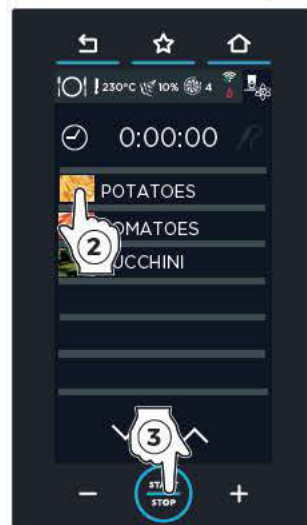 230°C 10% 4
0:00:00
POTATOES
2
OMATOES
UCCHINI
3
STOP